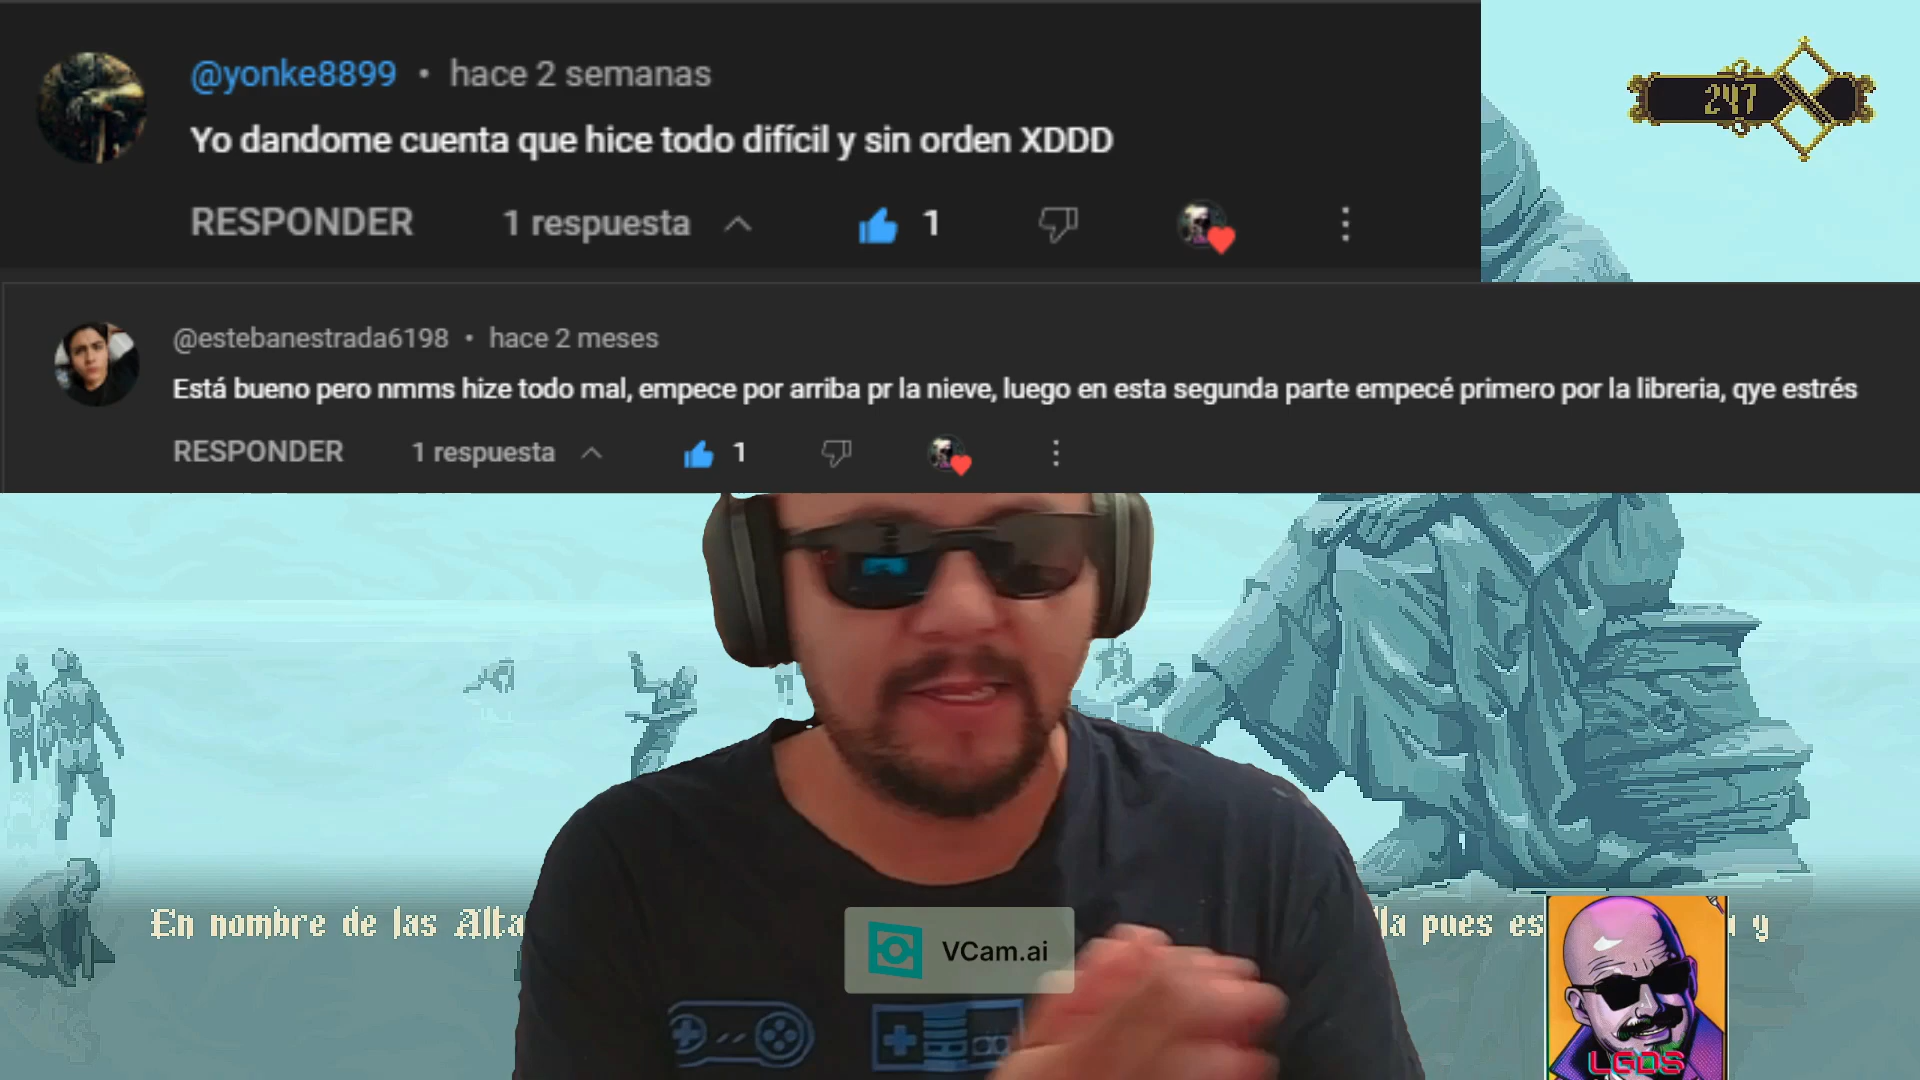 @yonke8899 • hace 2 semanas
247
Yo dandome cuenta que hice todo difícil y sin orden XDDD
RESPONDER 1 respuesta 1
@estebanestrada6198 • hace 2 meses
Está bueno pero nmms hize todo mal, empece por arriba pr la nieve, luego en esta segunda parte empecé primero por la libreria, qye estrés
RESPONDER 1 respuesta 1
En nombre de las Alta pues es y
VCam.ai
LGDS